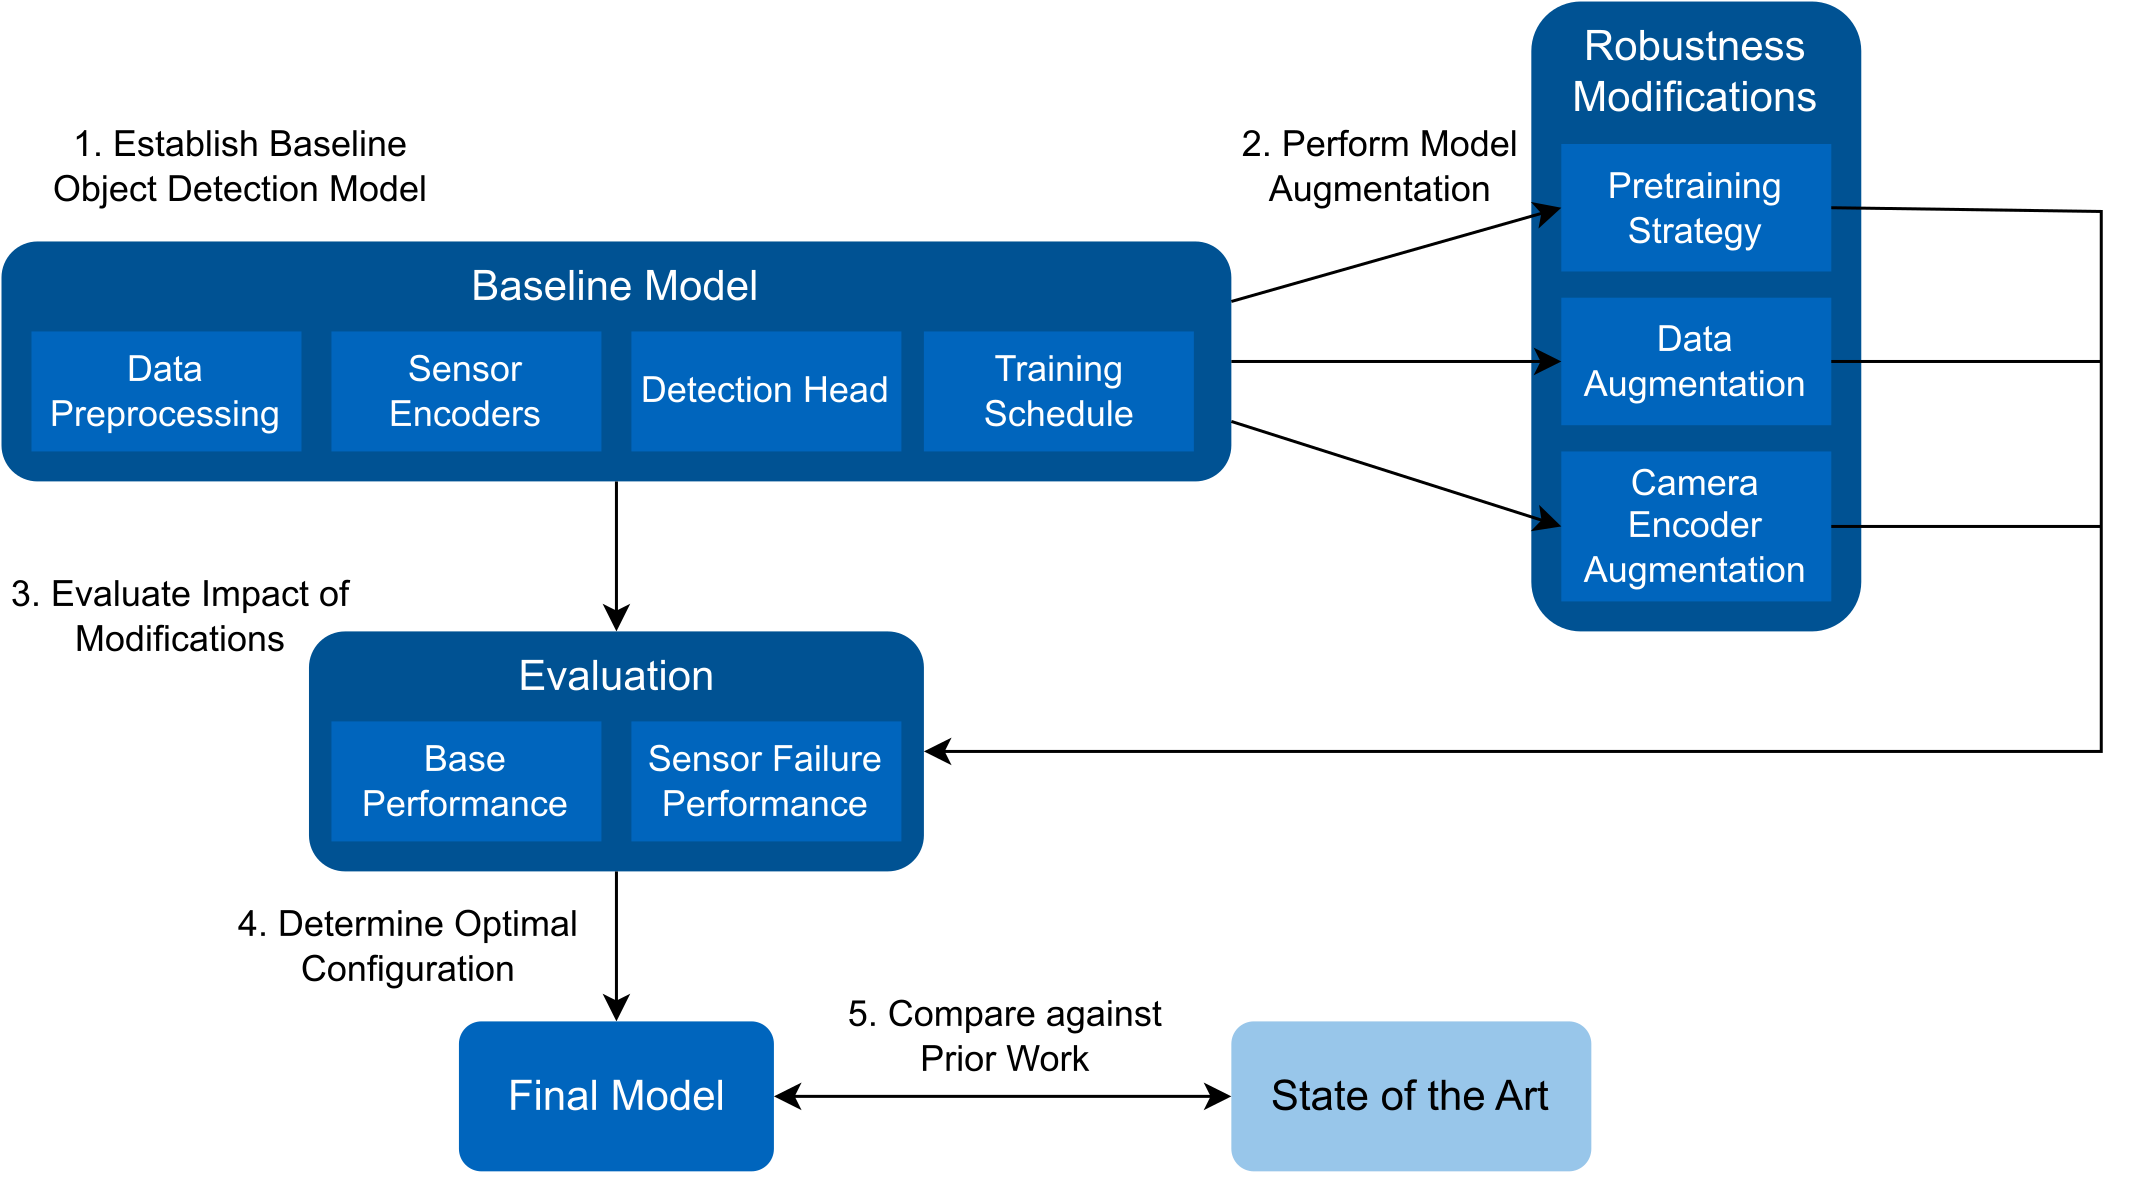 1. Establish Baseline
Object Detection Model
Baseline Model
Data
Preprocessing
Sensor
Encoders
Detection Head
Training
Schedule
2. Perform Model
Augmentation
Robustness
Modifications
Pretraining
Strategy
Data
Augmentation
Camera
Encoder
Augmentation
3. Evaluate Impact of
Modifications
Evaluation
Base
Performance
Sensor Failure
Performance
4. Determine Optimal
Configuration
Final Model
5. Compare against
Prior Work
State of the Art